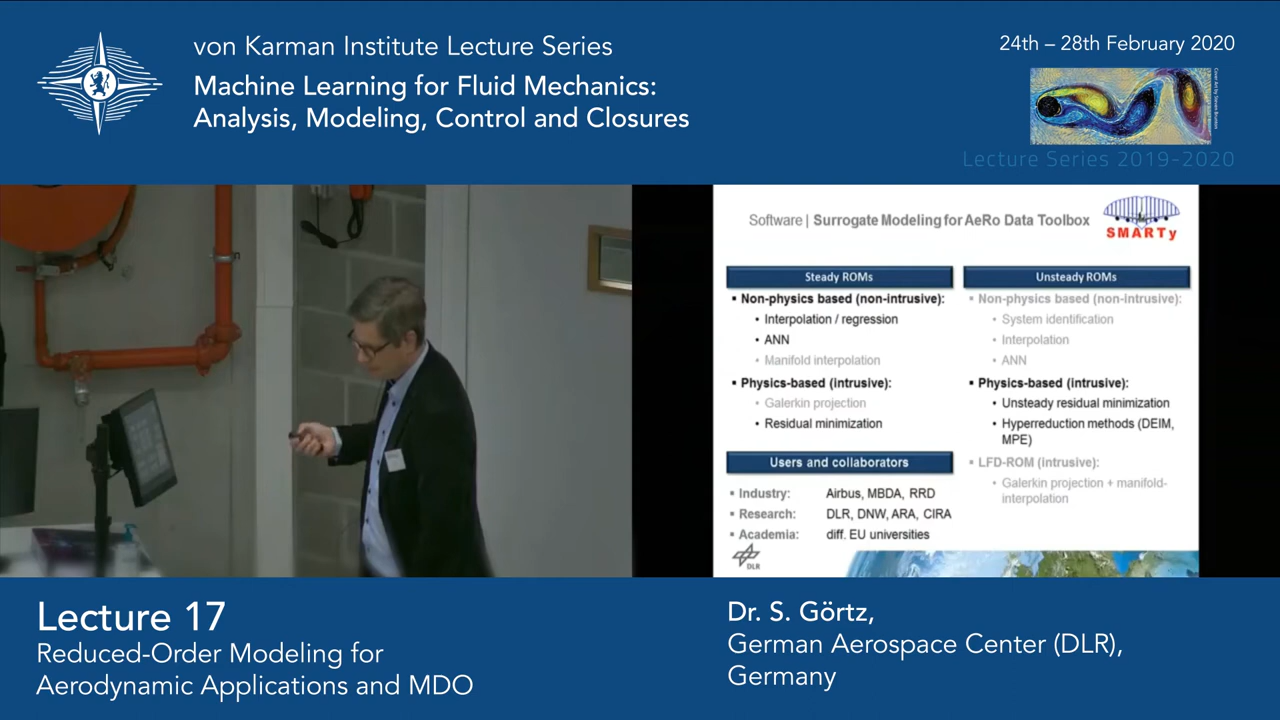 von Karman Institute Lecture Series
Machine Learning for Fluid Mechanics:
Analysis, Modeling, Control and Closures
24th – 28th February 2020
Cover Art by Steven Brunton
Lecture Series 2019-2020
Software | Surrogate Modeling for AeRo Data Toolbox
SMARTy
Steady ROMs
▪ Non-physics based (non-intrusive):
• Interpolation / regression
• ANN
• Manifold interpolation
▪ Physics-based (intrusive):
• Galerkin projection
• Residual minimization
Users and collaborators
▪ Industry: Airbus, MBDA, RRD
▪ Research: DLR, DNW, ARA, CIRA
▪ Academia: diff. EU universities
DLR
Unsteady ROMs
▪ Non-physics based (non-intrusive):
• System identification
• Interpolation
• ANN
▪ Physics-based (intrusive):
• Unsteady residual minimization
• Hyperreduction methods (DEIM,
MPE)
▪ LFD-ROM (intrusive):
• Galerkin projection + manifold-
interpolation
Lecture 17
Reduced-Order Modeling for
Aerodynamic Applications and MDO
Dr. S. Görtz,
German Aerospace Center (DLR),
Germany